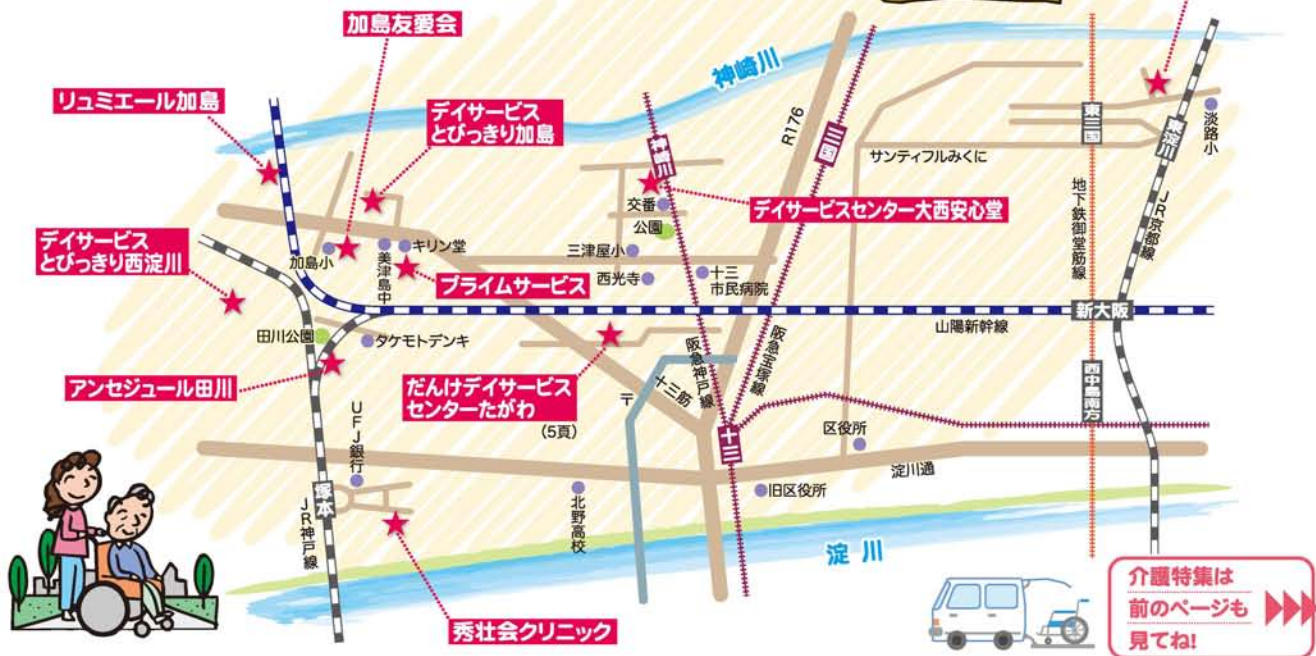 加島友愛会
神崎川
リュミエール加島
デイサービス
とびっきり加島
R176
三国
東三国
東淀川
淡路小
神崎川
サンティフルみくに
交番
デイサービスセンター大西安心堂
公園
地下鉄御堂筋線
JR京都線
デイサービス
とびっきり西淀川
加島小
美津島中
キリン堂
三津屋小
西光寺
十三
市民病院
プライムサービス
新大阪
山陽新幹線
田川公園
タケモトデンキ
阪急神戸線
阪急宝塚線
アンセジュール田川
だんけデイサービス
センターたがわ
(5頁)
十三筋
〒
西中島南方
十三
区役所
淀川通
UFJ銀行
塚本
JR神戸線
北野高校
旧区役所
淀川
秀壮会クリニック
介護特集は
前のページも
見てね!